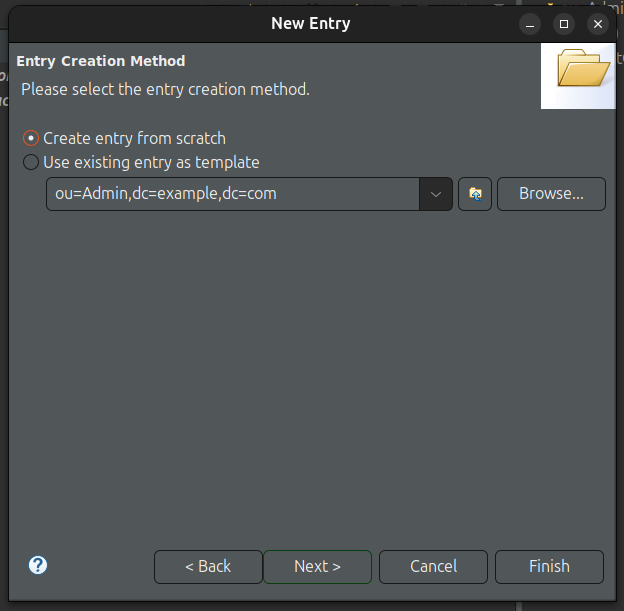 New Entry
Entry Creation Method
Please select the entry creation method.
Create entry from scratch
Use existing entry as template
ou=Admin,dc=example,dc=com
Browse...
?
< Back
Next >
Cancel
Finish